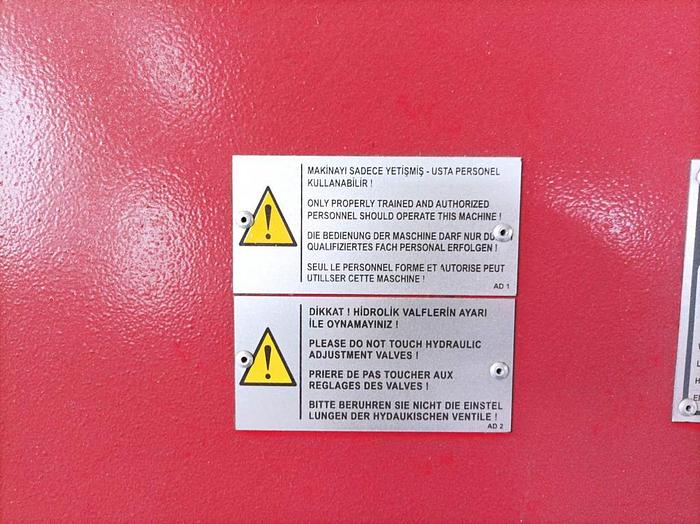 MAKİNAYI SADECE YETİŞMİŞ - USTA PERSONEL
KULLANABİLİR !
ONLY PROPERLY TRAINED AND AUTHORIZED
PERSONNEL SHOULD OPERATE THIS MACHINE !
DIE BEDIENUNG DER MASCHINE DARF NUR
QUALIFIZIERTES FACH PERSONAL ERFOLGEN !
SEUL LE PERSONNEL FORME ET AUTORISE PEUT
UTILLSER CETTE MASCHINE !
AD 1
DİKKAT ! HİDROLİK VALFLERİN AYARI
İLE OYNAMAYINIZ !
PLEASE DO NOT TOUCH HYDRAULIC
ADJUSTMENT VALVES !
PRIERE DE PAS TOUCHER AUX
REGLAGES DES VALVES !
BITTE BERUHREN SIE NICHT DIE EINSTEL
LUNGEN DER HYDAUKISCHEN VENTILE !
AD 2